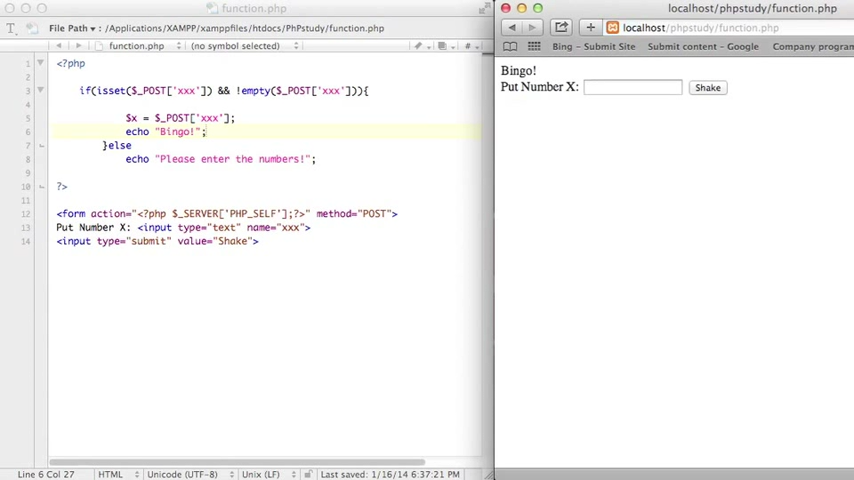 function.php
File Path ▾ : /Applications/XAMPP/xamppfiles/htdocs/PhPstudy/function.php
function.php (no symbol selected)
1 <?php
2
3 if(isset($_POST['xxx']) && !empty($_POST['xxx'])){
4
5 $x = $_POST['xxx'];
6 echo "Bingo!";
7 }else
8 echo "Please enter the numbers!";
9
10 ?>
11
12 <form action="<?php $_SERVER['PHP_SELF'];?>" method="POST">
13 Put Number X: <input type="text" name="xxx">
14 <input type="submit" value="Shake">
Line 6 Col 27 HTML Unicode (UTF-8) Unix (LF) Last saved: 1/16/14 6:37:21 PM
localhost/phpstudy/function.php
localhost/phpstudy/function.php
Bing - Submit Site Submit content - Google Company program
Bingo!
Put Number X: Shake